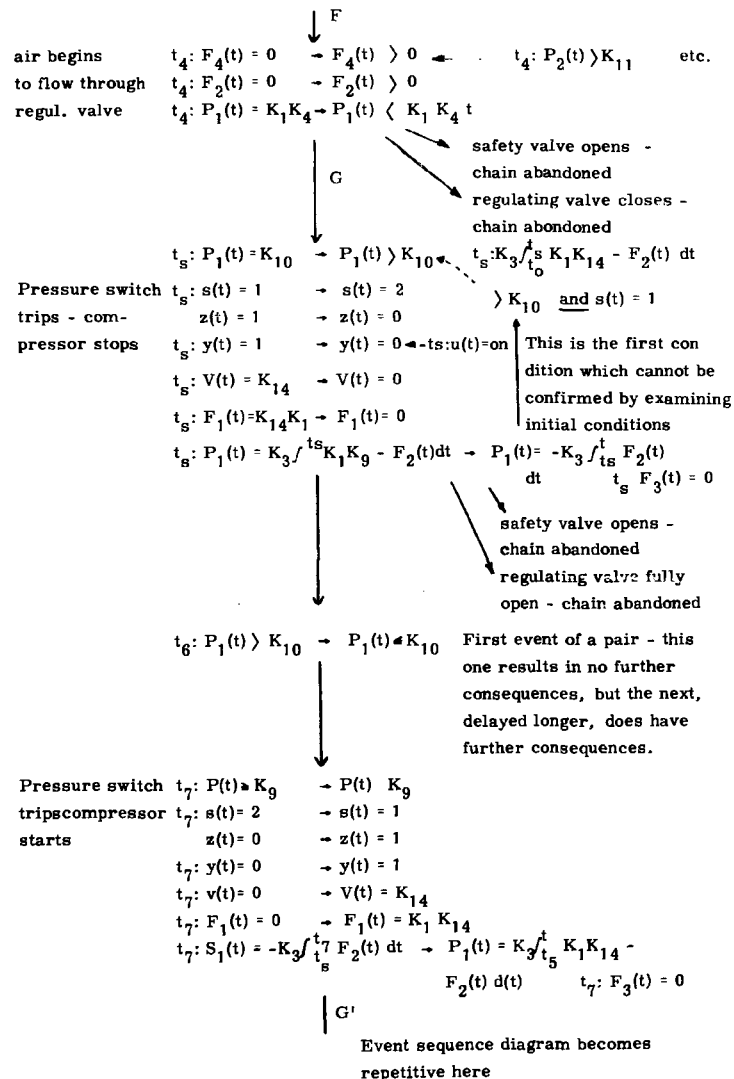 F
air begins t₄: F₄(t) = 0 → F₄(t) ⟩ 0 ← t₄: P₂(t) ⟩ K₁₁ etc.
to flow through t₄: F₂(t) = 0 → F₂(t) ⟩ 0
regul. valve t₄: P₁(t) = K₁K₄ → P₁(t) ⟨ K₁ K₄ t
safety valve opens -
chain abandoned
G
regulating valve closes -
chain abondoned
tₛ: P₁(t) = K₁₀ → P₁(t) ⟩ K₁₀ tₛ:K₃∫ₜₒᵗₛ K₁K₁₄ - F₂(t) dt
Pressure switch tₛ: s(t) = 1 → s(t) = 2 ⟩ K₁₀ and s(t) = 1
trips - com- z(t) = 1 → z(t) = 0
pressor stops tₛ: y(t) = 1 → y(t) = 0 ←-ts:u(t)=on This is the first con
tₛ: V(t) = K₁₄ → V(t) = 0 dition which cannot be
confirmed by examining
tₛ: F₁(t)=K₁₄K₁ → F₁(t)= 0 initial conditions
tₛ: P₁(t) = K₃∫ᵗˢK₁K₉ - F₂(t)dt → P₁(t)= -K₃∫ₜₛᵗ F₂(t)
dt tₛ F₃(t) = 0
safety valve opens -
chain abandoned
regulating valve fully
open - chain abandoned
t₆: P₁(t) ⟩ K₁₀ → P₁(t) ≤ K₁₀ First event of a pair - this
one results in no further
consequences, but the next,
delayed longer, does have
further consequences.
Pressure switch t₇: P(t) ≥ K₉ → P(t) K₉
tripscompressor t₇: s(t)= 2 → s(t) = 1
starts z(t)= 0 → z(t) = 1
t₇: y(t)= 0 → y(t) = 1
t₇: v(t)= 0 → V(t) = K₁₄
t₇: F₁(t) = 0 → F₁(t) = K₁ K₁₄
t₇: S₁(t) = -K₃∫ₜₛᵗ⁷ F₂(t) dt → P₁(t) = K₃∫ₜ₅ᵗ K₁K₁₄ -
F₂(t) d(t) t₇: F₃(t) = 0
G'
Event sequence diagram becomes
repetitive here